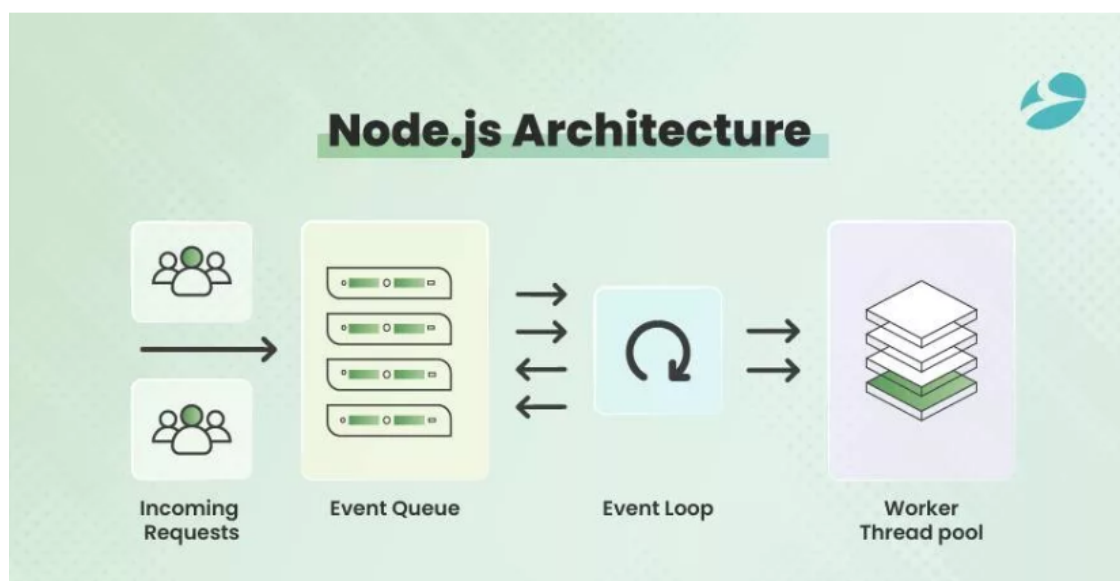 Node.js Architecture
Incoming
Requests
Event Queue
Event Loop
Worker
Thread pool